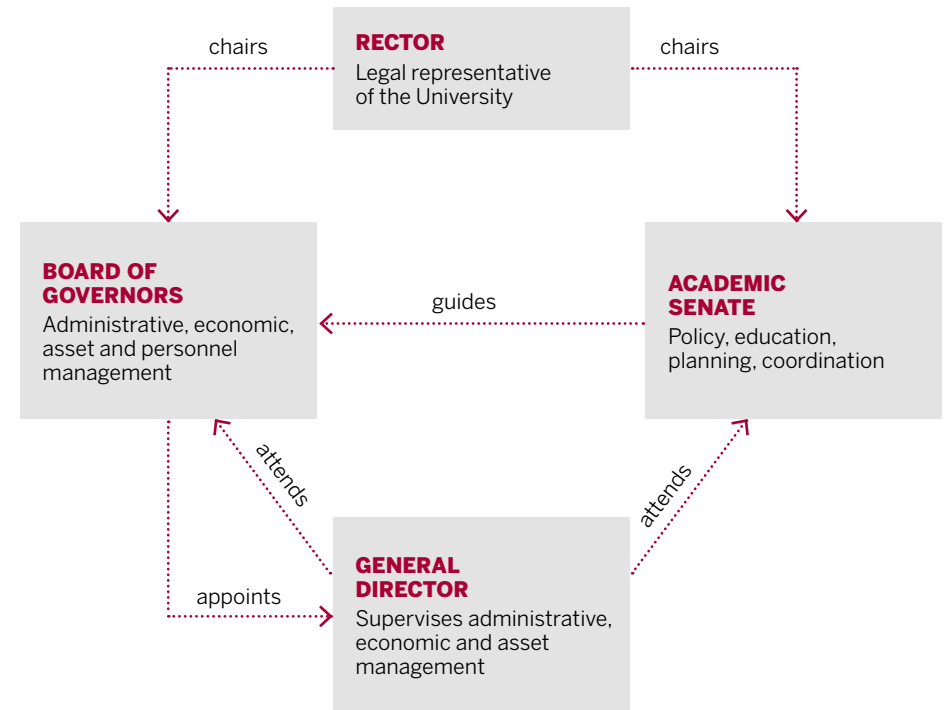 chairs
RECTOR
Legal representative
of the University
chairs
BOARD OF
GOVERNORS
Administrative, economic,
asset and personnel
management
guides
ACADEMIC
SENATE
Policy, education,
planning, coordination
attends
attends
appoints
GENERAL
DIRECTOR
Supervises administrative,
economic and asset
management